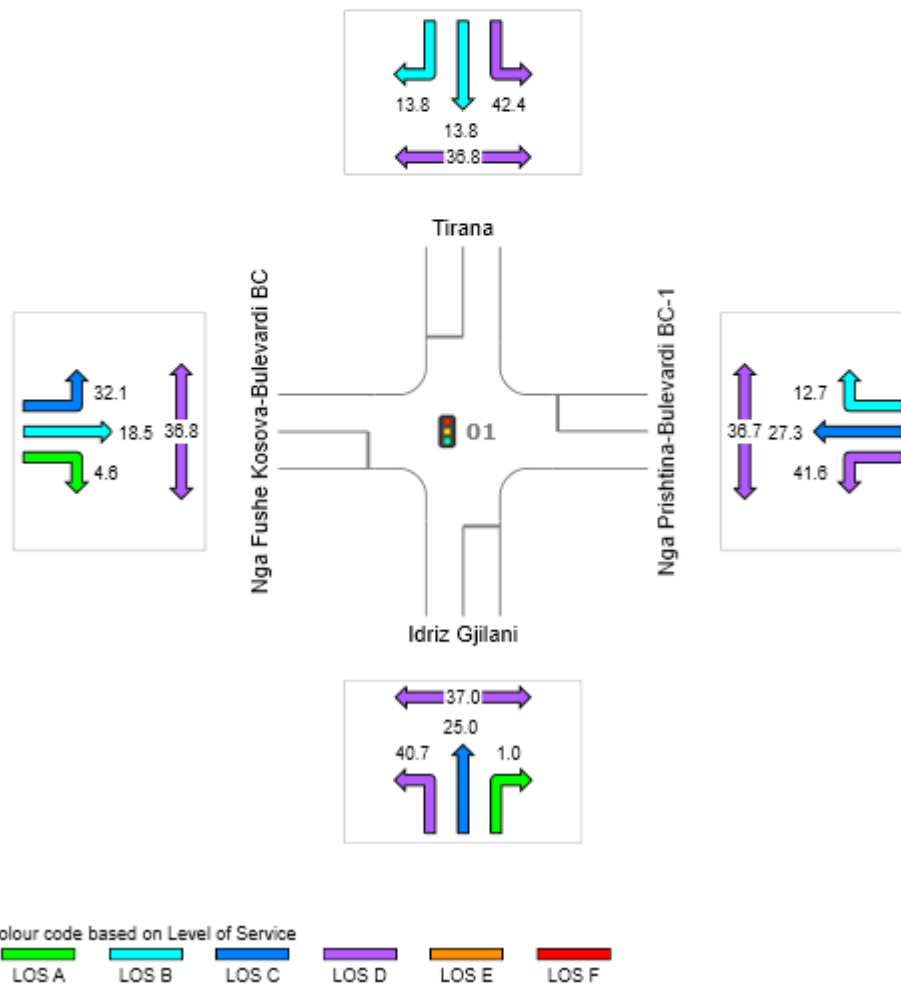 13.8 42.4
13.8
36.8
Tirana
Nga Fushe Kosova-Bulevardi BC
Nga Prishtina-Bulevardi BC-1
32.1
18.5
36.8
4.6
01
12.7
36.7
27.3
41.6
Idriz Gjilani
37.0
25.0
40.7 1.0
olour code based on Level of Service
LOS A LOS B LOS C LOS D LOS E LOS F